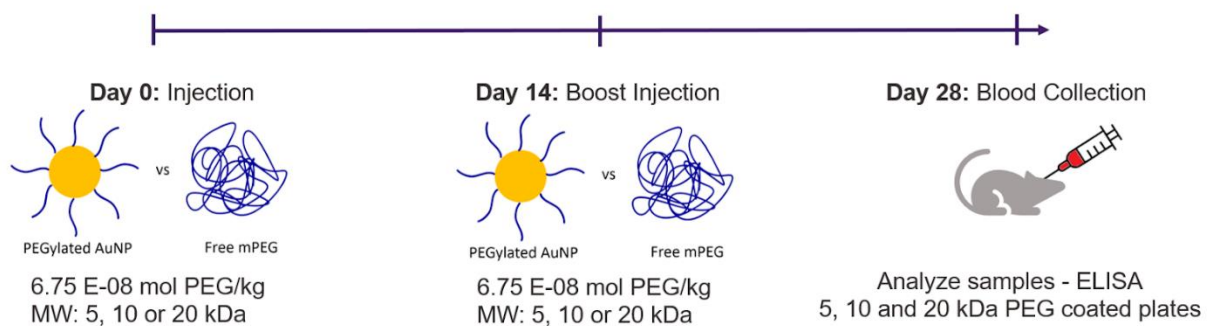 Day 0: Injection
vs
PEGylated AuNP
Free mPEG
6.75 E-08 mol PEG/kg
MW: 5, 10 or 20 kDa
Day 14: Boost Injection
vs
PEGylated AuNP
Free mPEG
6.75 E-08 mol PEG/kg
MW: 5, 10 or 20 kDa
Day 28: Blood Collection
Analyze samples - ELISA
5, 10 and 20 kDa PEG coated plates